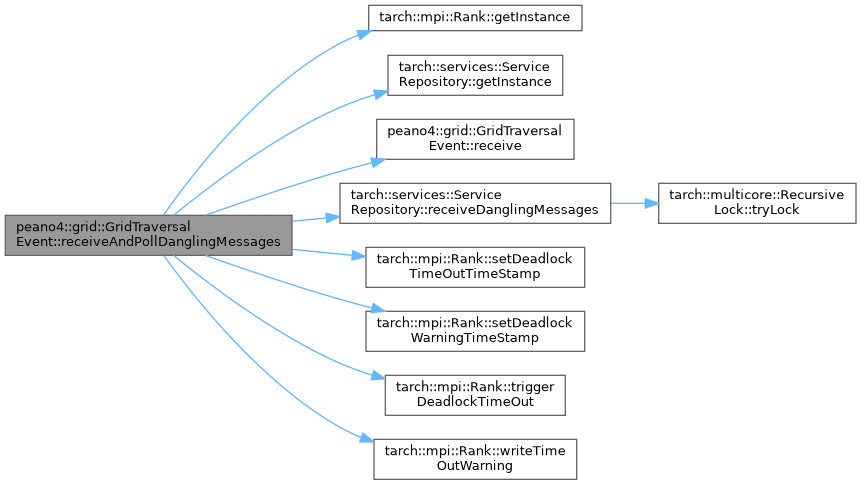 tarch::mpi::Rank::getInstance
tarch::services::Service
Repository::getInstance
peano4::grid::GridTraversal
Event::receive
tarch::services::Service
Repository::receiveDanglingMessages
tarch::multicore::Recursive
Lock::tryLock
peano4::grid::GridTraversal
Event::receiveAndPollDanglingMessages
tarch::mpi::Rank::setDeadlock
TimeOutTimeStamp
tarch::mpi::Rank::setDeadlock
WarningTimeStamp
tarch::mpi::Rank::trigger
DeadlockTimeOut
tarch::mpi::Rank::writeTime
OutWarning